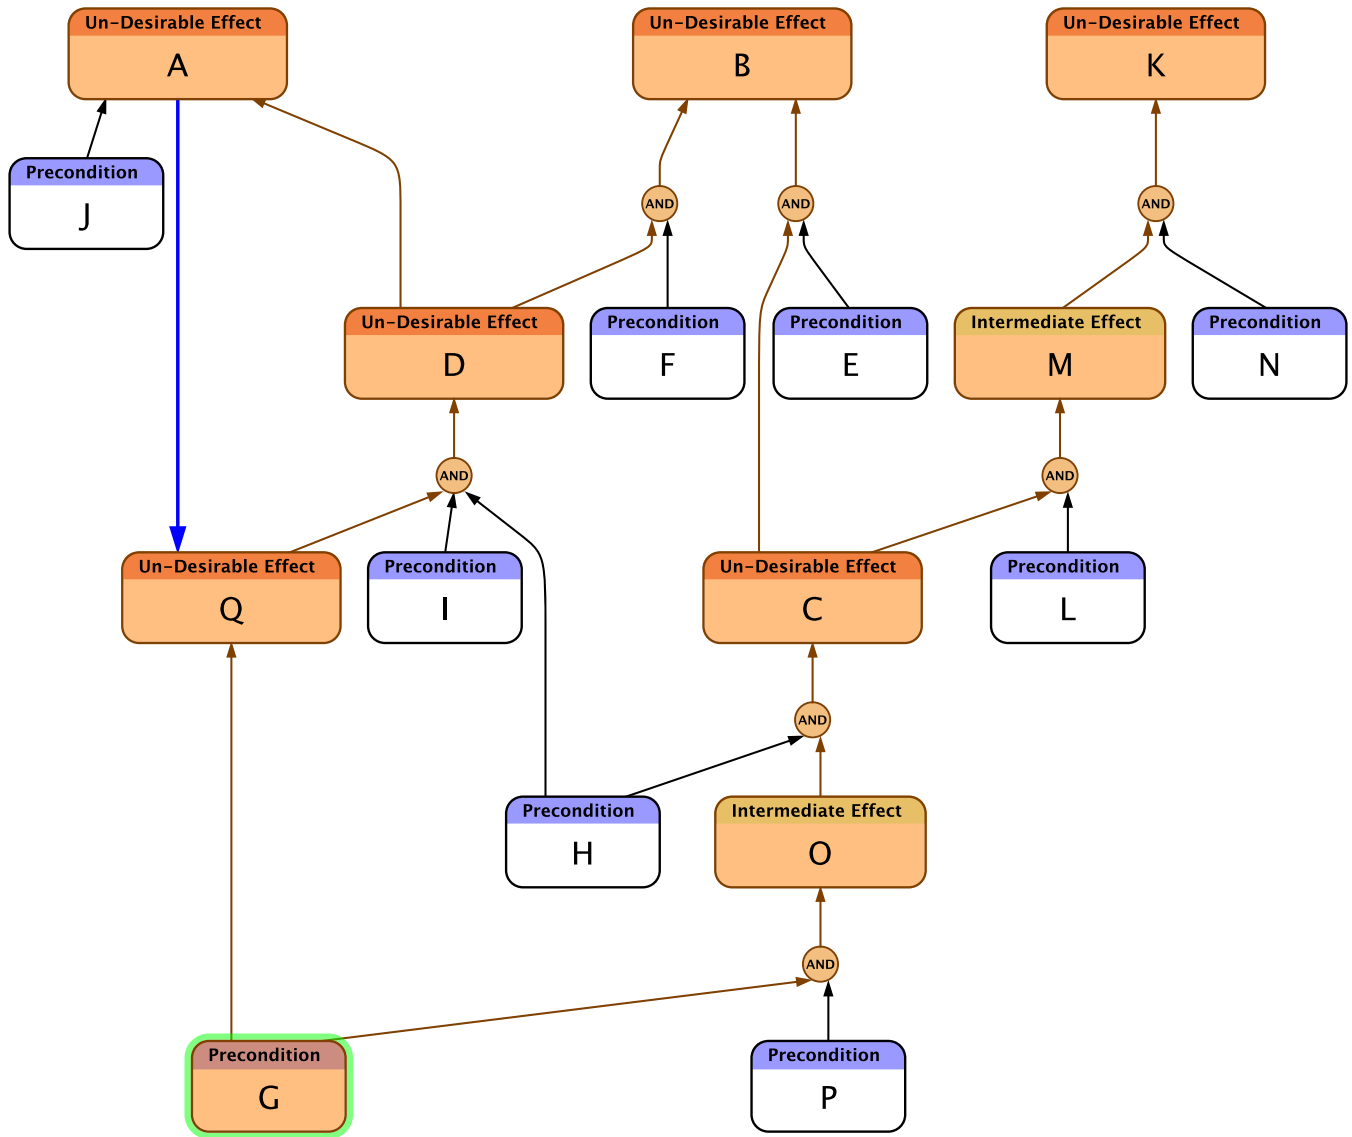 Un-Desirable Effect
A
Un-Desirable Effect
B
Un-Desirable Effect
K
Precondition
J
AND
AND
AND
Un-Desirable Effect
D
Precondition
F
Precondition
E
Intermediate Effect
M
Precondition
N
AND
AND
Un-Desirable Effect
Q
Precondition
I
Un-Desirable Effect
C
Precondition
L
AND
Precondition
H
Intermediate Effect
O
AND
Precondition
G
Precondition
P